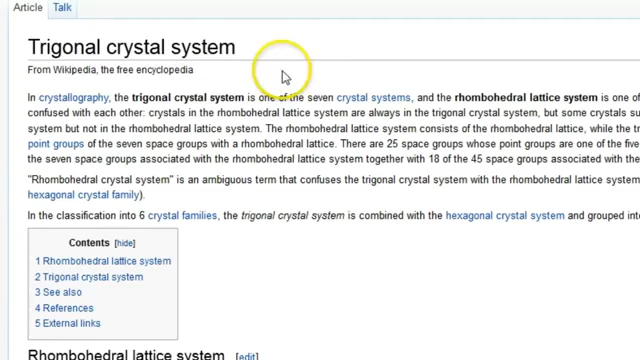 Article Talk
Trigonal crystal system
From Wikipedia, the free encyclopedia
In crystallography, the trigonal crystal system is one of the seven crystal systems, and the rhombohedral lattice system is one of
confused with each other: crystals in the rhombohedral lattice system are always in the trigonal crystal system, but some crystals su
system but not in the rhombohedral lattice system. The rhombohedral lattice system consists of the rhombohedral lattice, while the tr
point groups of the seven space groups with a rhombohedral lattice. There are 25 space groups whose point groups are one of the five
the seven space groups associated with the rhombohedral lattice system together with 18 of the 45 space groups associated with the
"Rhombohedral crystal system" is an ambiguous term that confuses the trigonal crystal system with the rhombohedral lattice system
hexagonal crystal family).
In the classification into 6 crystal families, the trigonal crystal system is combined with the hexagonal crystal system and grouped into
Contents [hide]
1 Rhombohedral lattice system
2 Trigonal crystal system
3 See also
4 References
5 External links
Rhombohedral lattice system [edit]